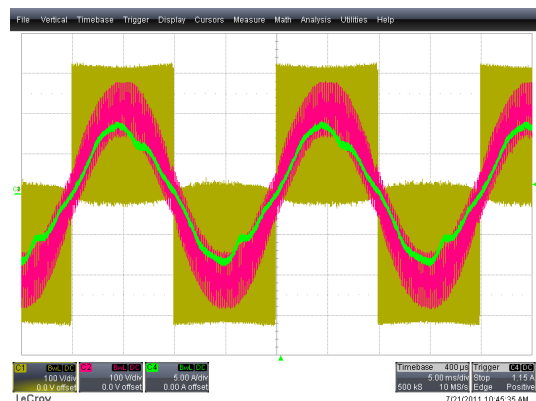 File Vertical Timebase Trigger Display Cursors Measure Math Analysis Utilities Help
C1 BwL DC
100 V/div
0.0 V offset
C2 BwL DC
100 V/div
0.0 V offset
C4 BwL DC
5.00 A/div
0.00 A offset
Timebase 400 µs
5.00 ms/div
500 kS 10 MS/s
Trigger C4 DC
Stop 1.15 A
Edge Positive
LeCroy
7/21/2011 10:45:35 AM